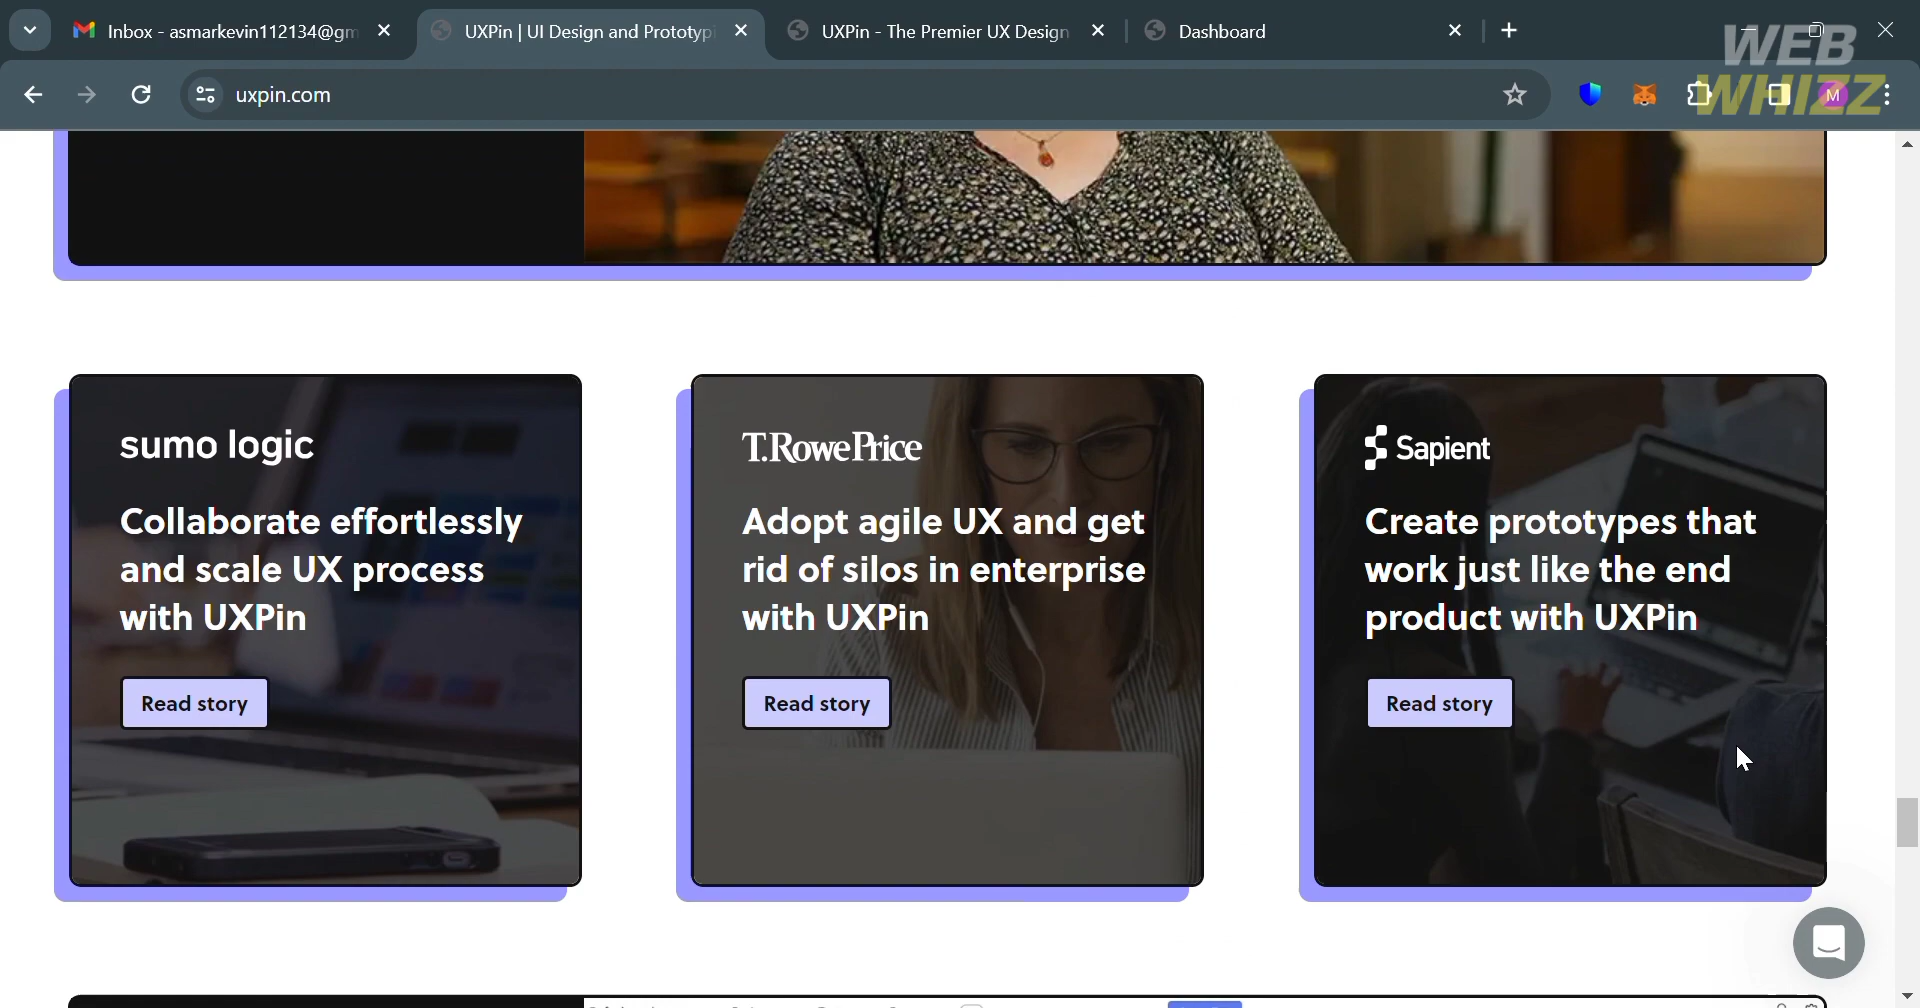 Inbox - asmarkevin112134@gm
UXPin | UI Design and Prototypi
UXPin - The Premier UX Design
Dashboard
WEB
WHIZZ
M
uxpin.com
sumo logic
Collaborate effortlessly
and scale UX process
with UXPin
Read story
T.RowePrice
Adopt agile UX and get
rid of silos in enterprise
with UXPin
Read story
Sapient
Create prototypes that
work just like the end
product with UXPin
Read story